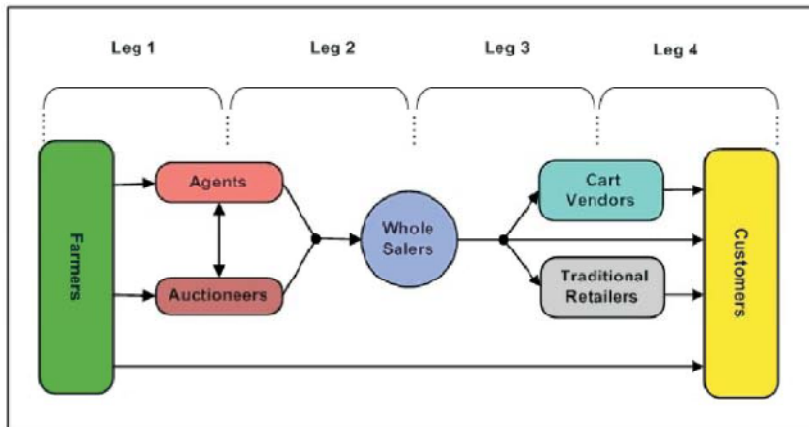 Leg 1
Leg 2
Leg 3
Leg 4
Farmers
Agents
Auctioneers
Whole
Salers
Cart
Vendors
Traditional
Retailers
Customers